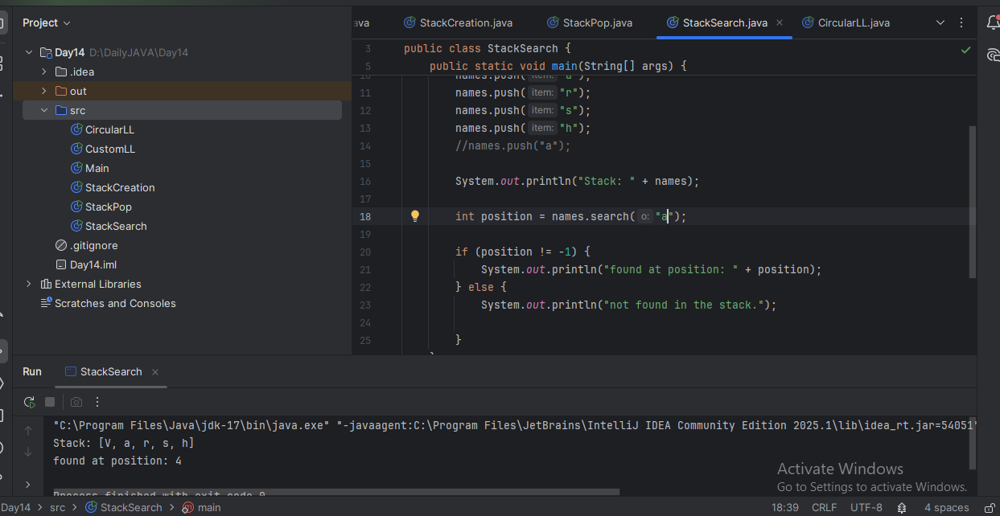 Project
ava
StackCreation.java
StackPop.java
StackSearch.java
CircularLL.java
Day14 D:\DailyJAVA\Day14
.idea
out
src
CircularLL
CustomLL
Main
StackCreation
StackPop
StackSearch
.gitignore
Day14.iml
External Libraries
Scratches and Consoles
3 public class StackSearch {
5 public static void main(String[] args) {
10 names.push( item: "a");
11 names.push( item: "r");
12 names.push( item: "s");
13 names.push( item: "h");
14 //names.push("a");
15
16 System.out.println("Stack: " + names);
17
18 int position = names.search( o: "a");
19
20 if (position != -1) {
21 System.out.println("found at position: " + position);
22 } else {
23 System.out.println("not found in the stack.");
24
25 }
Run
StackSearch
"C:\Program Files\Java\jdk-17\bin\java.exe" "-javaagent:C:\Program Files\JetBrains\IntelliJ IDEA Community Edition 2025.1\lib\idea_rt.jar=54051"
Stack: [V, a, r, s, h]
found at position: 4
Process finished with exit code 0
Activate Windows
Go to Settings to activate Windows.
Day14 > src > StackSearch > main
18:39 CRLF UTF-8 4 spaces